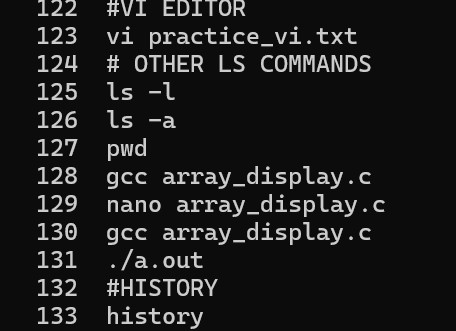 122 #VI EDITOR
123 vi practice_vi.txt
124 # OTHER LS COMMANDS
125 ls -l
126 ls -a
127 pwd
128 gcc array_display.c
129 nano array_display.c
130 gcc array_display.c
131 ./a.out
132 #HISTORY
133 history